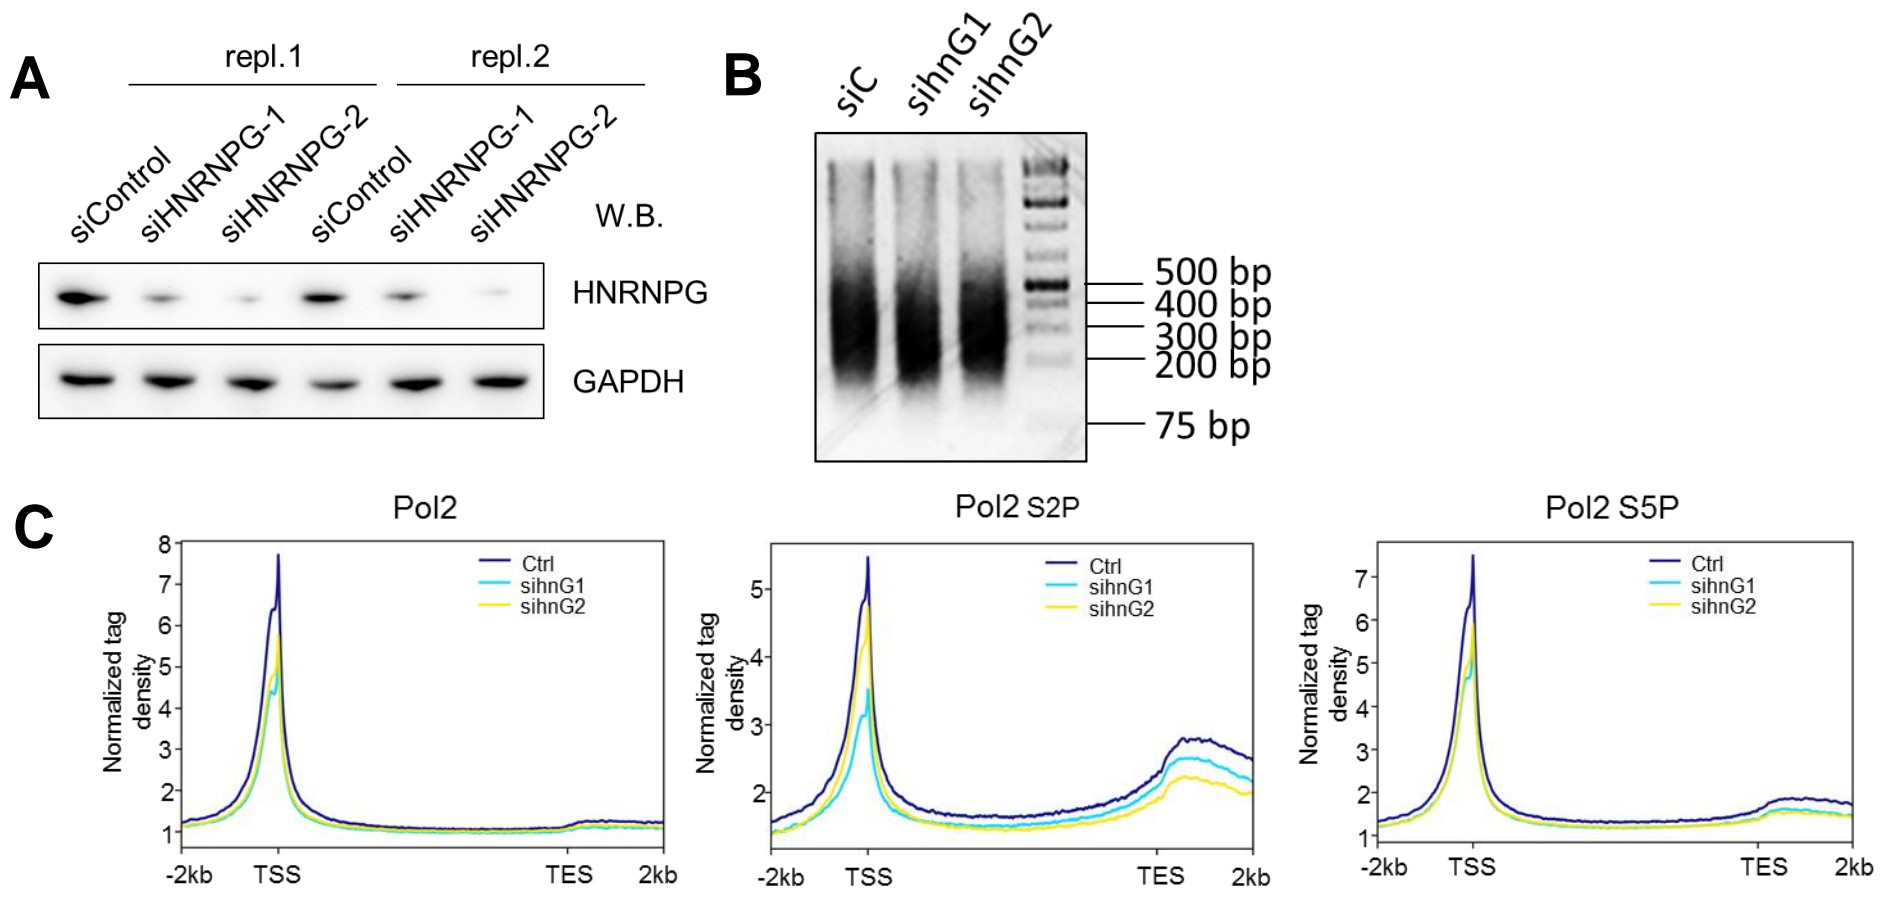 A
repl.1
repl.2
siControl
siHNRNPG-1
siHNRNPG-2
siControl
siHNRNPG-1
siHNRNPG-2
W.B.
HNRNPG
GAPDH
B
siC
sihnG1
sihnG2
500 bp
400 bp
300 bp
200 bp
75 bp
C
Pol2
Normalized tag
density
8
7
6
5
4
3
2
1
Ctrl
sihnG1
sihnG2
-2kb
TSS
TES
2kb
Pol2 S2P
Normalized tag
density
5
4
3
2
Ctrl
sihnG1
sihnG2
-2kb
TSS
TES
2kb
Pol2 S5P
Normalized tag
density
7
6
5
4
3
2
1
Ctrl
sihnG1
sihnG2
-2kb
TSS
TES
2kb